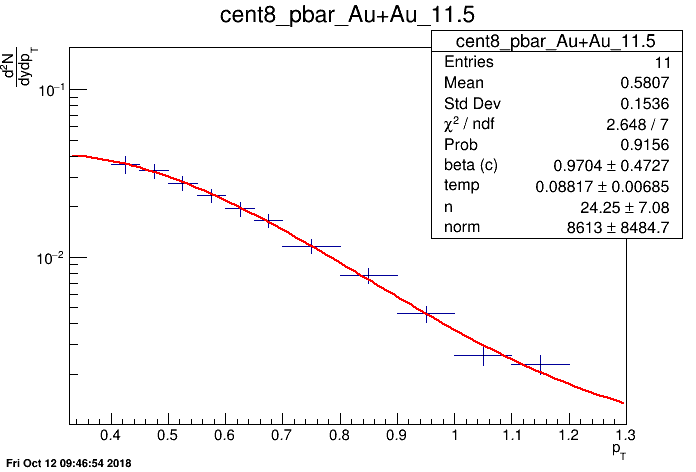 cent8_pbar_Au+Au_11.5
cent8_pbar_Au+Au_11.5
Entries 11
Mean 0.5807
Std Dev 0.1536
χ² / ndf 2.648 / 7
Prob 0.9156
beta (c) 0.9704 ± 0.4727
temp 0.08817 ± 0.00685
n 24.25 ± 7.08
norm 8613 ± 8484.7
d²N
dydp_T
10⁻¹
10⁻²
0.4 0.5 0.6 0.7 0.8 0.9 1 1.1 1.2 1.3
p_T
Fri Oct 12 09:46:54 2018